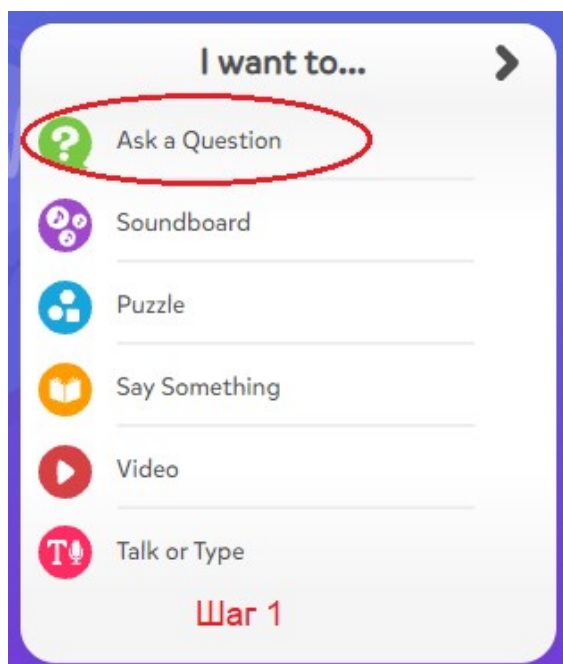 I want to...
Ask a Question
Soundboard
Puzzle
Say Something
Video
Talk or Type
Шаг 1